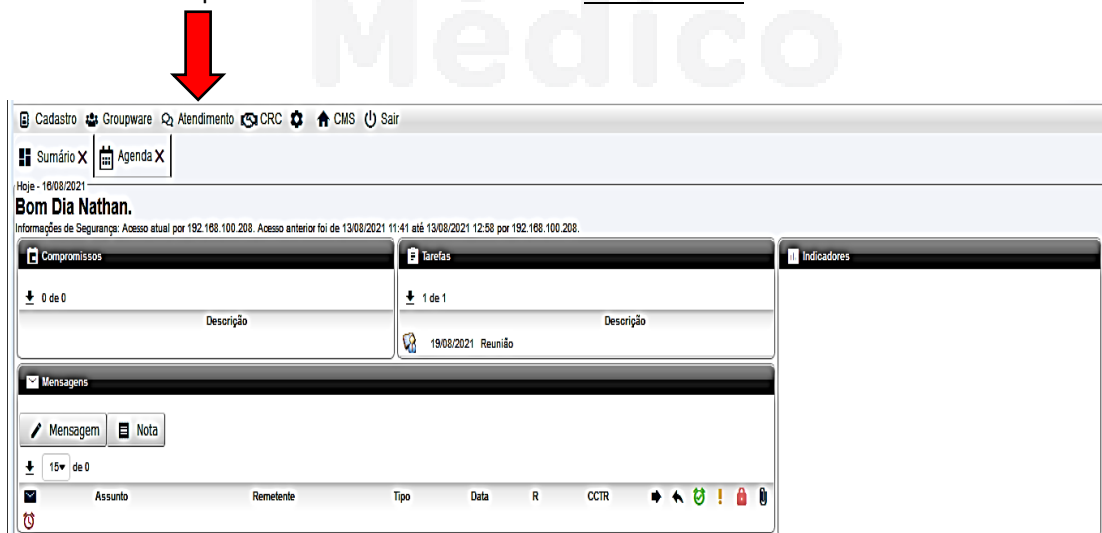 Médico
Cadastro Groupware Atendimento CRC CMS Sair
Sumário X Agenda X
Hoje - 16/08/2021
Bom Dia Nathan.
Informações de Segurança: Acesso atual por 192.168.100.208. Acesso anterior foi de 13/08/2021 11:41 até 13/08/2021 12:58 por 192.168.100.208.
Compromissos Tarefas Indicadores
0 de 0 1 de 1
Descrição Descrição
19/08/2021 Reunião
Mensagens
Mensagem Nota
15 de 0
Assunto Remetente Tipo Data R CCTR